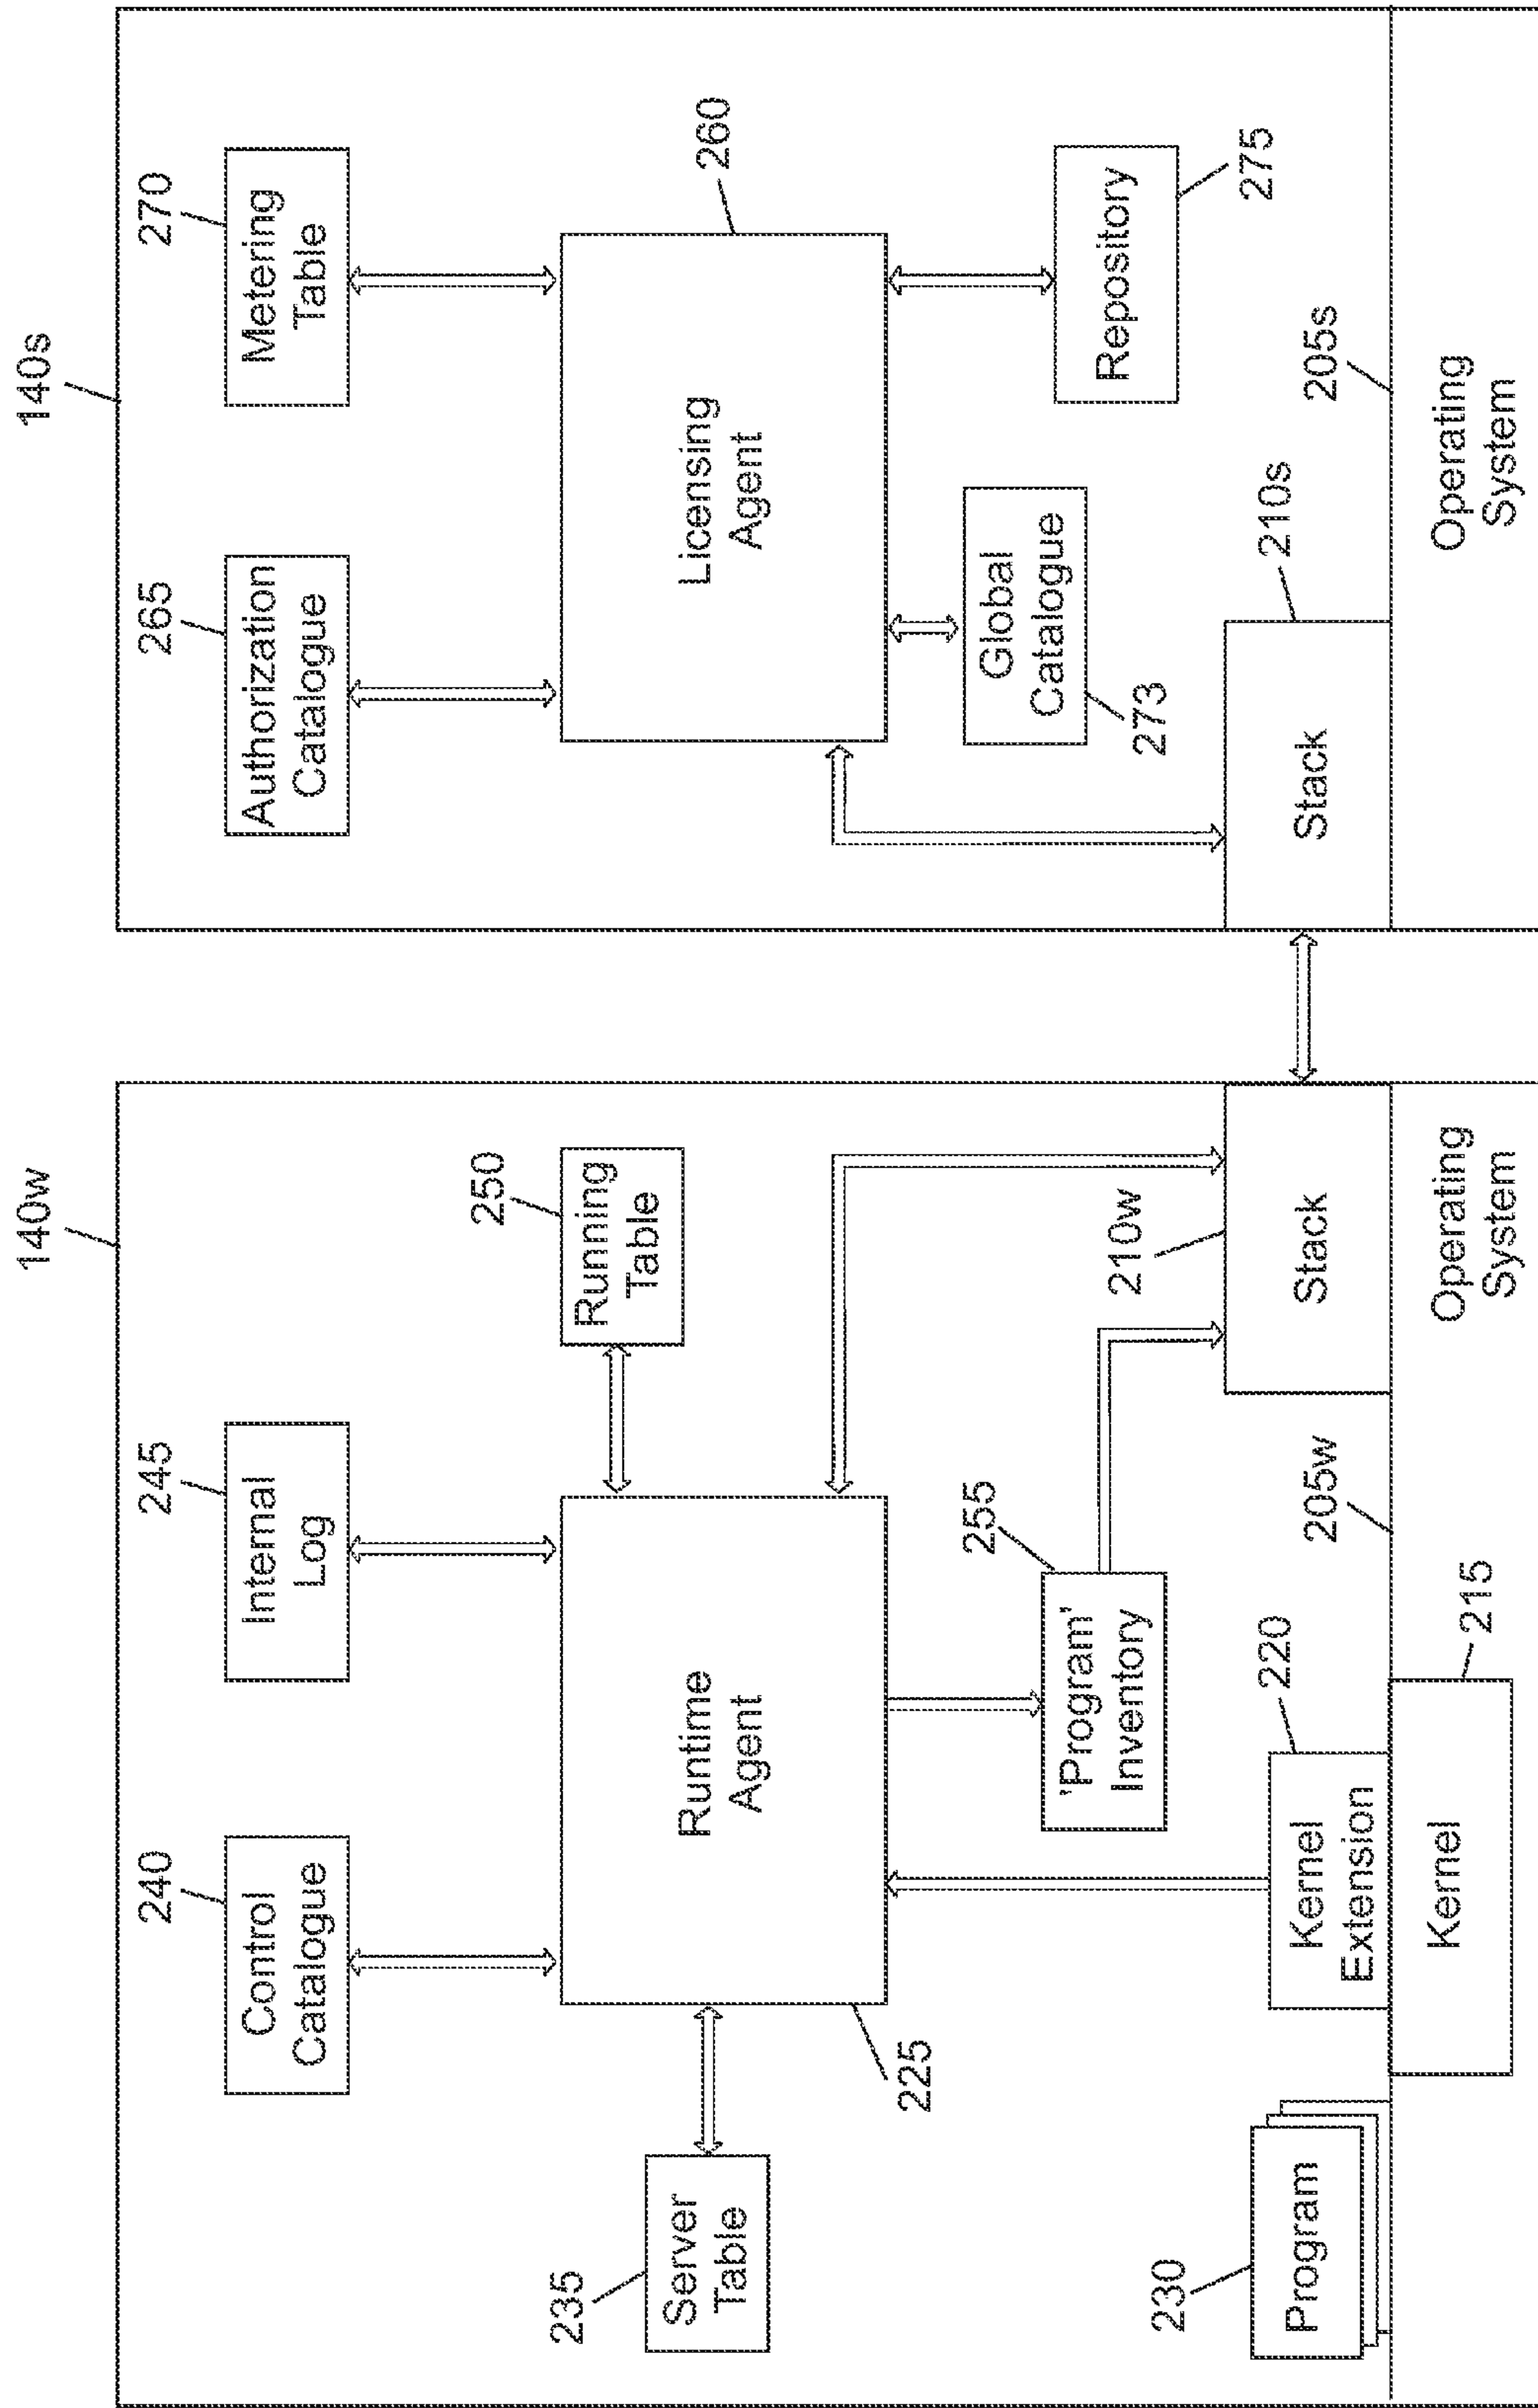 140w
140s
240
245
265
270
Control
Catalogue
Internal
Log
Authorization
Catalogue
Metering
Table
235
Server
Table
Runtime
Agent
225
250
Running
Table
Licensing
Agent
260
255
'Program'
Inventory
210w
Global
Catalogue
273
Repository
275
230
Program
220
Kernel
Extension
205w
Stack
Stack
210s
205s
Kernel
215
Operating
System
Operating
System